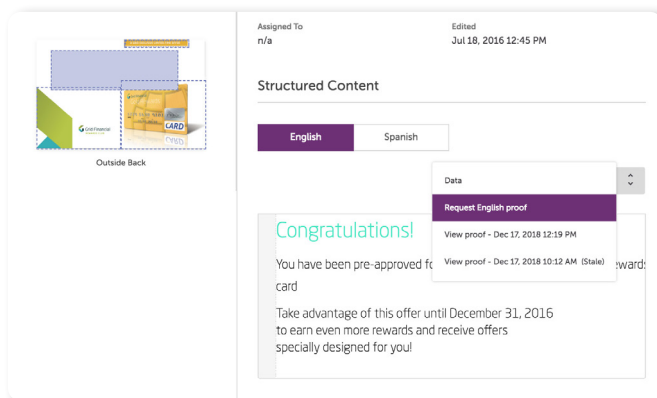 Assigned To
n/a
Edited
Jul 18, 2016 12:45 PM
Structured Content
English
Spanish
Outside Back
Data
Request English proof
View proof - Dec 17, 2018 12:19 PM
View proof - Dec 17, 2018 10:12 AM (Stale)
Congratulations!
You have been pre-approved
card
Take advantage of this offer until December 31, 2016
to earn even more rewards and receive offers
specially designed for you!
CARD